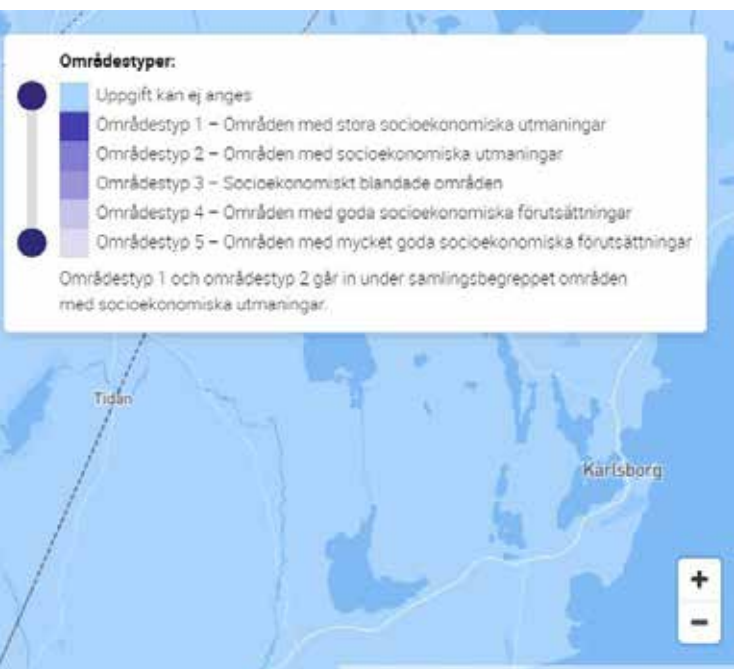 Områdestyper:
Uppgift kan ej anges
Områdestyp 1 – Områden med stora socioekonomiska utmaningar
Områdestyp 2 – Områden med socioekonomiska utmaningar
Områdestyp 3 – Socioekonomiskt blandade områden
Områdestyp 4 – Områden med goda socioekonomiska förutsättningar
Områdestyp 5 – Områden med mycket goda socioekonomiska förutsättningar
Områdestyp 1 och områdestyp 2 går in under samlingsbegreppet områden
med socioekonomiska utmaningar.
Tidan
Karlsborg
+
−